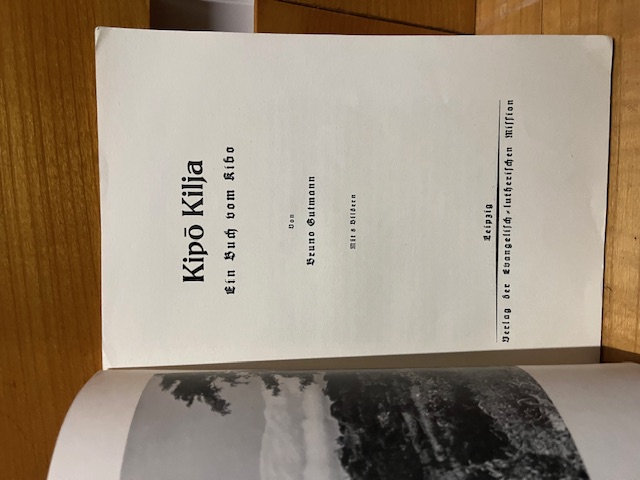 Kipō Kilja
Ein Buch vom Kibo
Von
Bruno Gutmann
Mit 8 Bildern
Leipzig
Verlag der Evangelisch-lutherischen Mission